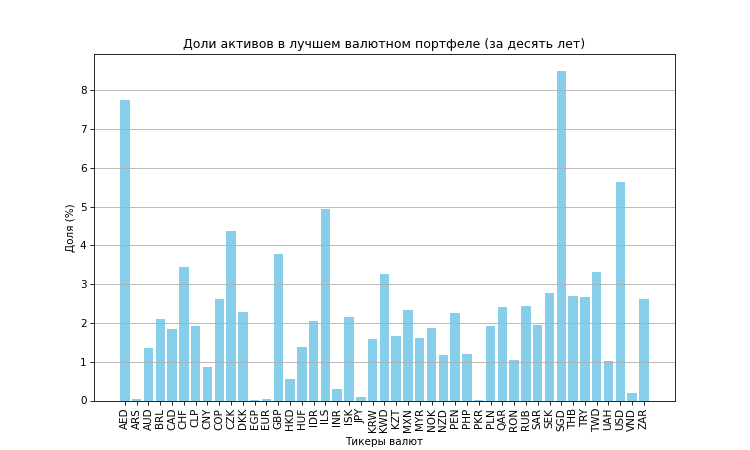 Доли активов в лучшем валютном портфеле (за десять лет)
Доля (%)
8
7
6
5
4
3
2
1
0
AED ARS AUD BRL CAD CHF CLP CNY COP CZK DKK EGP EUR GBP HKD HUF IDR ILS INR ISK JPY KRW KWD KZT MXN MYR NOK NZD PEN PHP PKR PLN QAR RON RUB SAR SEK SGD THB TRY TWD UAH USD VND ZAR
Тикеры валют